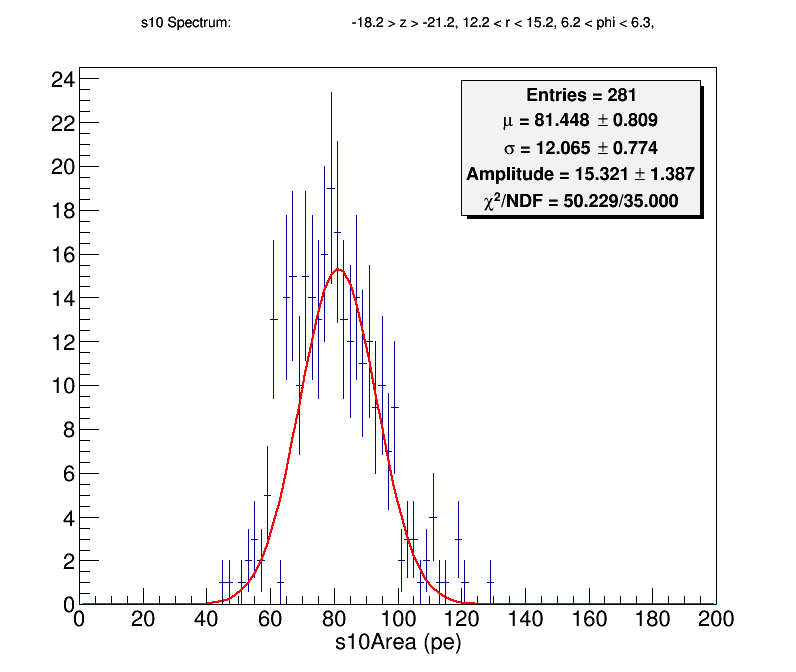 s10 Spectrum: -18.2 > z > -21.2, 12.2 < r < 15.2, 6.2 < phi < 6.3,
Entries = 281
μ = 81.448 ± 0.809
σ = 12.065 ± 0.774
Amplitude = 15.321 ± 1.387
χ²/NDF = 50.229/35.000
24
22
20
18
16
14
12
10
8
6
4
2
0
0 20 40 60 80 100 120 140 160 180 200
s10Area (pe)